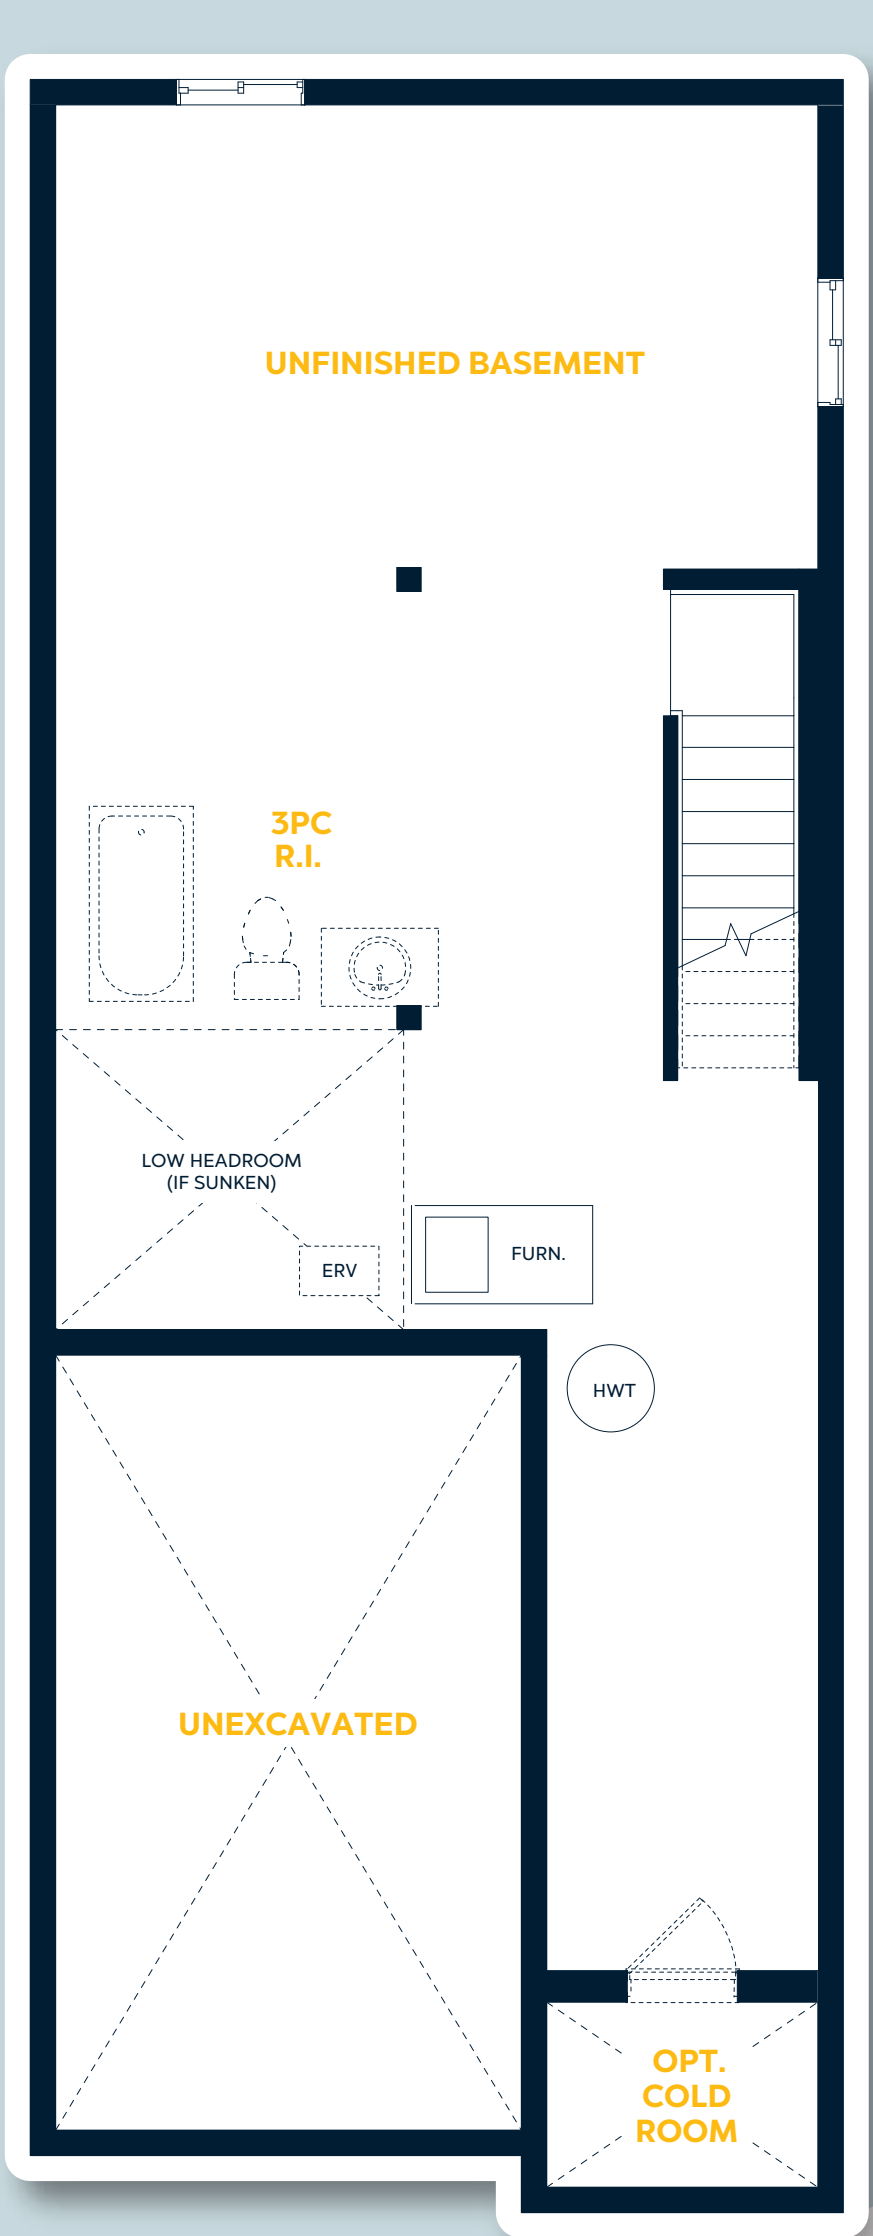 UNFINISHED BASEMENT
3PC
R.I.
LOW HEADROOM
(IF SUNKEN)
ERV
FURN.
HWT
UNEXCAVATED
OPT.
COLD
ROOM